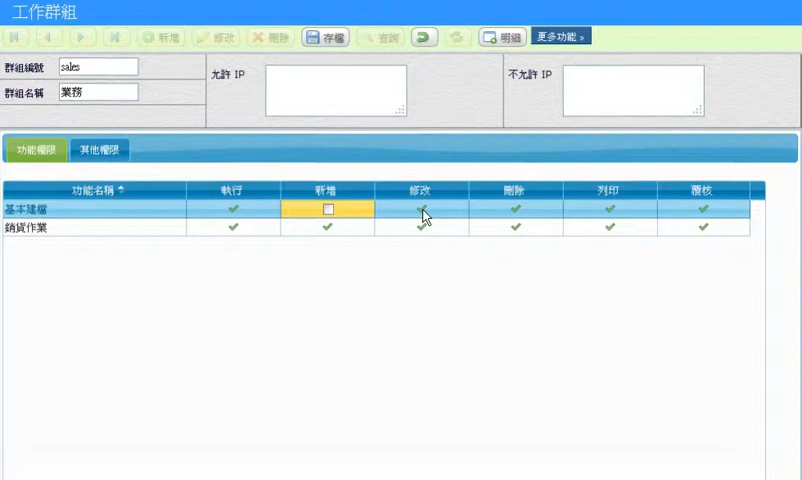 工作群組
新增 修改 刪除 存檔 查詢 明細 更多功能 »
群組編號 sales 允許 IP 不允許 IP
群組名稱 業務
功能權限 其他權限
功能名稱 執行 新增 修改 刪除 列印 覆核
基本建檔
銷貨作業